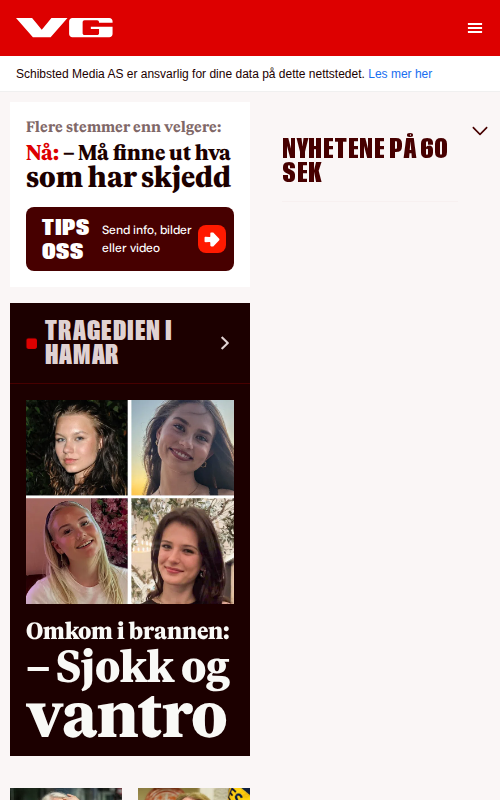 VG
Schibsted Media AS er ansvarlig for dine data på dette nettstedet. Les mer her
Flere stemmer enn velgere:
Nå: – Må finne ut hva
som har skjedd
TIPS
OSS
Send info, bilder
eller video
NYHETENE PÅ 60
SEK
TRAGEDIEN I
HAMAR
Omkom i brannen:
– Sjokk og
vantro